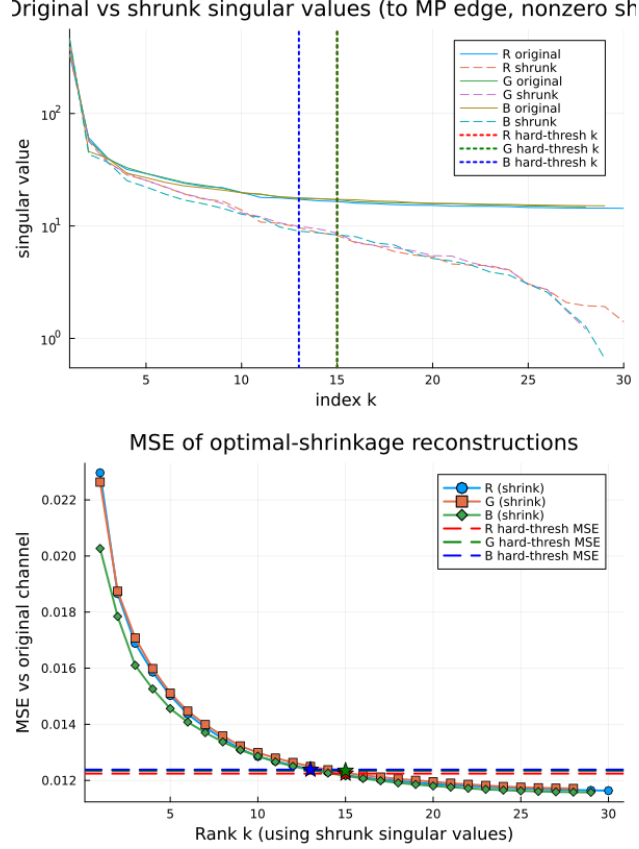 Original vs shrunk singular values (to MP edge, nonzero sh
singular value
10²
10¹
10⁰
R original
R shrunk
G original
G shrunk
B original
B shrunk
R hard-thresh k
G hard-thresh k
B hard-thresh k
5 10 15 20 25 30
index k
MSE of optimal-shrinkage reconstructions
MSE vs original channel
0.022
0.020
0.018
0.016
0.014
0.012
R (shrink)
G (shrink)
B (shrink)
R hard-thresh MSE
G hard-thresh MSE
B hard-thresh MSE
5 10 15 20 25 30
Rank k (using shrunk singular values)